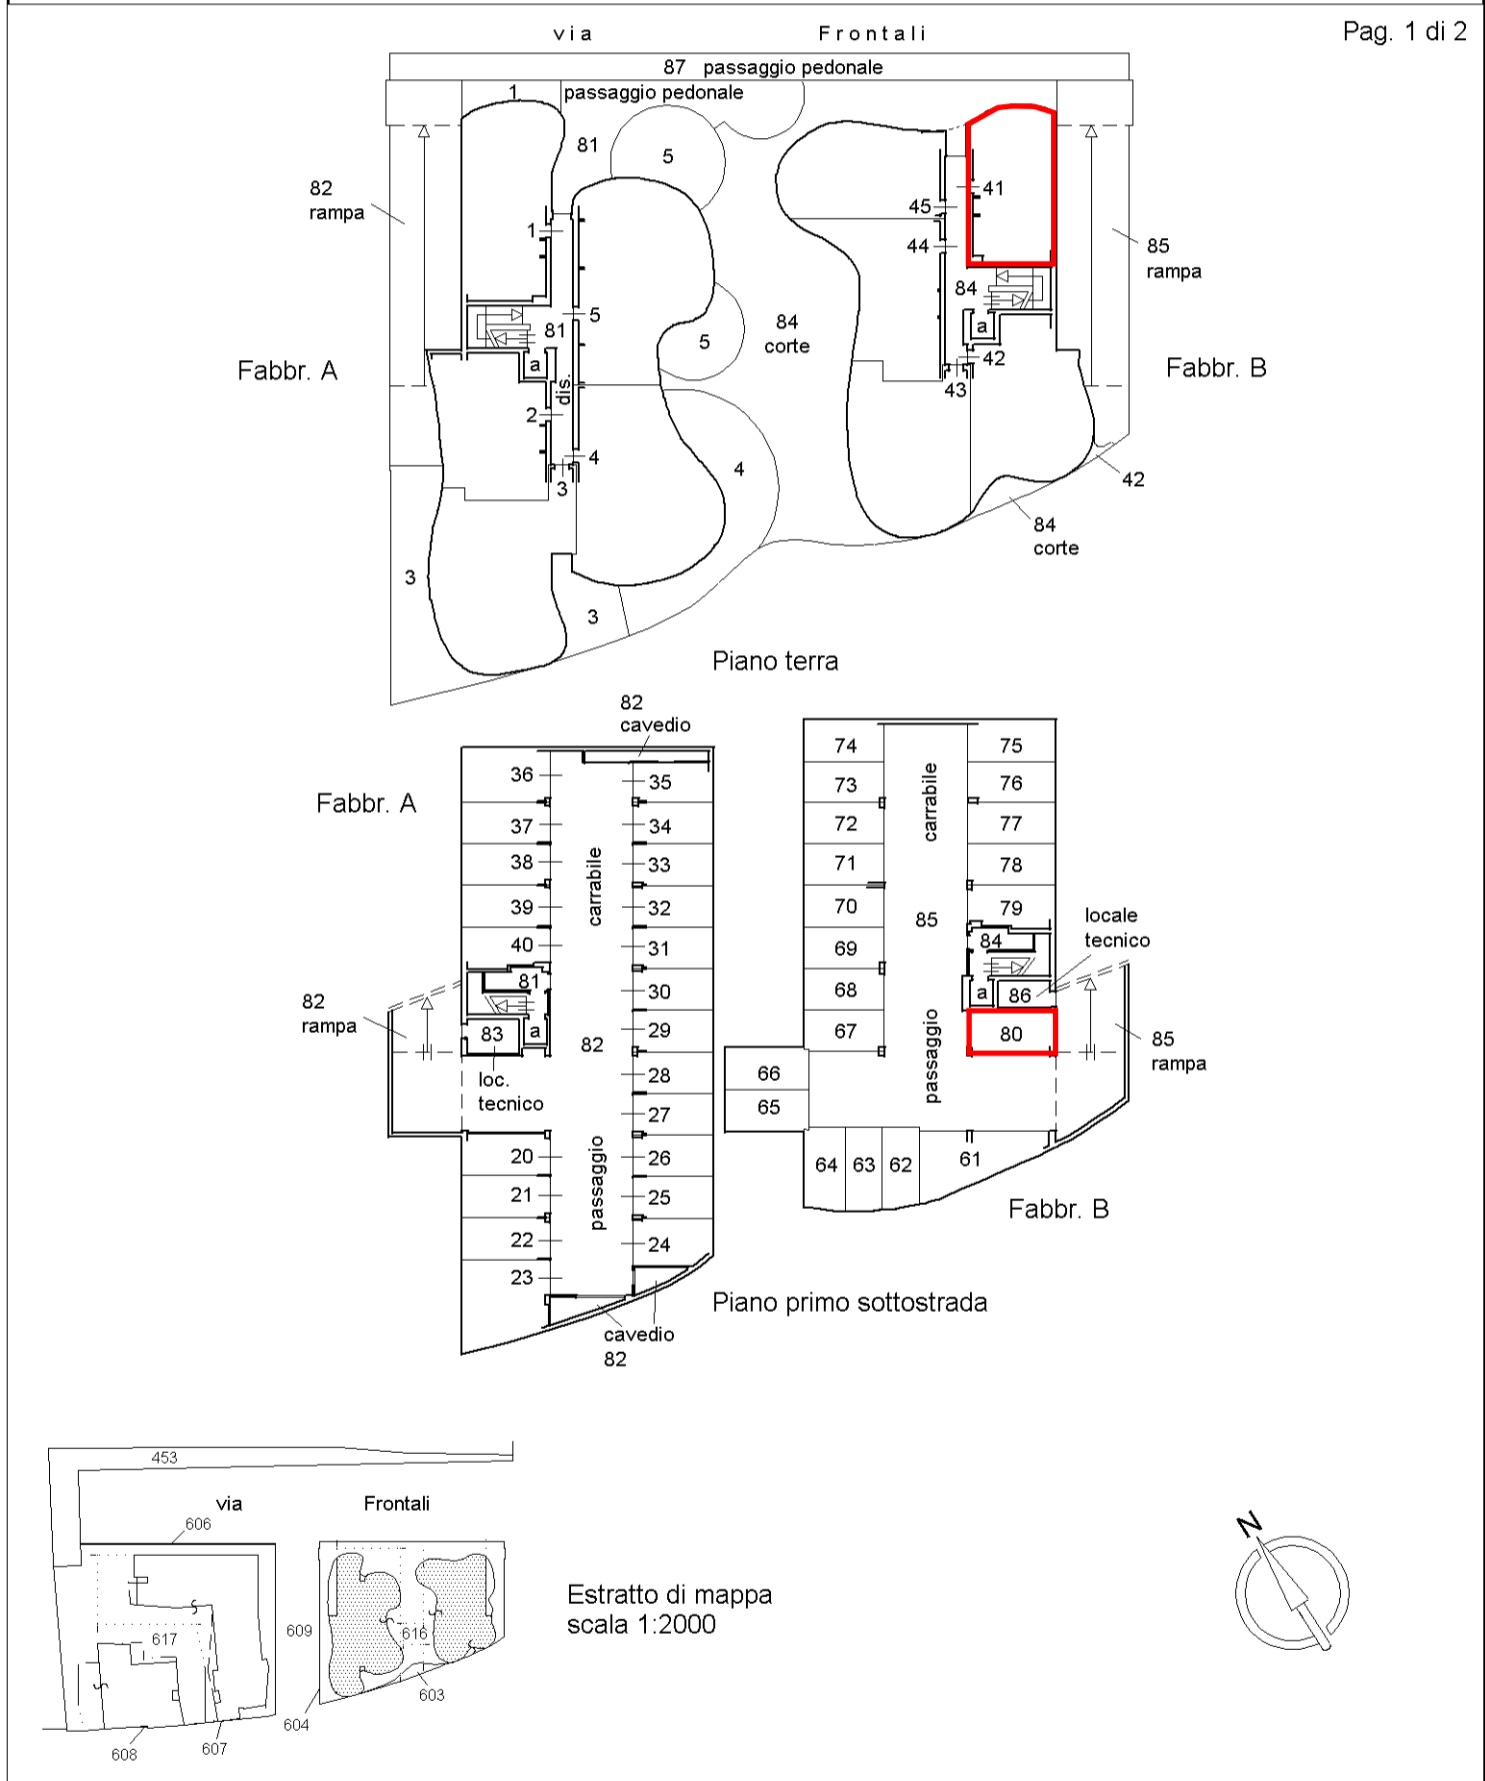 via Frontali
Pag. 1 di 2
87 passaggio pedonale
1 passaggio pedonale
81
5
82
rampa
1
5
81
a
dis.
2
4
3
5
4
3
3
Fabbr. A
41
45
44
84
a
42
43
84
corte
85
rampa
Fabbr. B
42
84
corte
Piano terra
82
cavedio
Fabbr. A
36
35
37
34
38
33
39
32
40
31
81
30
83
a
29
82
28
27
20
26
21
25
22
24
23
carrabile
passaggio
82
rampa
loc.
tecnico
cavedio
82
74
75
73
76
72
77
71
78
70
79
85
69
84
68
a
86
67
80
66
65
64
63
62
61
carrabile
passaggio
locale
tecnico
85
rampa
Fabbr. B
Piano primo sottostrada
453
via Frontali
606
617
609
616
603
604
607
608
Estratto di mappa
scala 1:2000
N